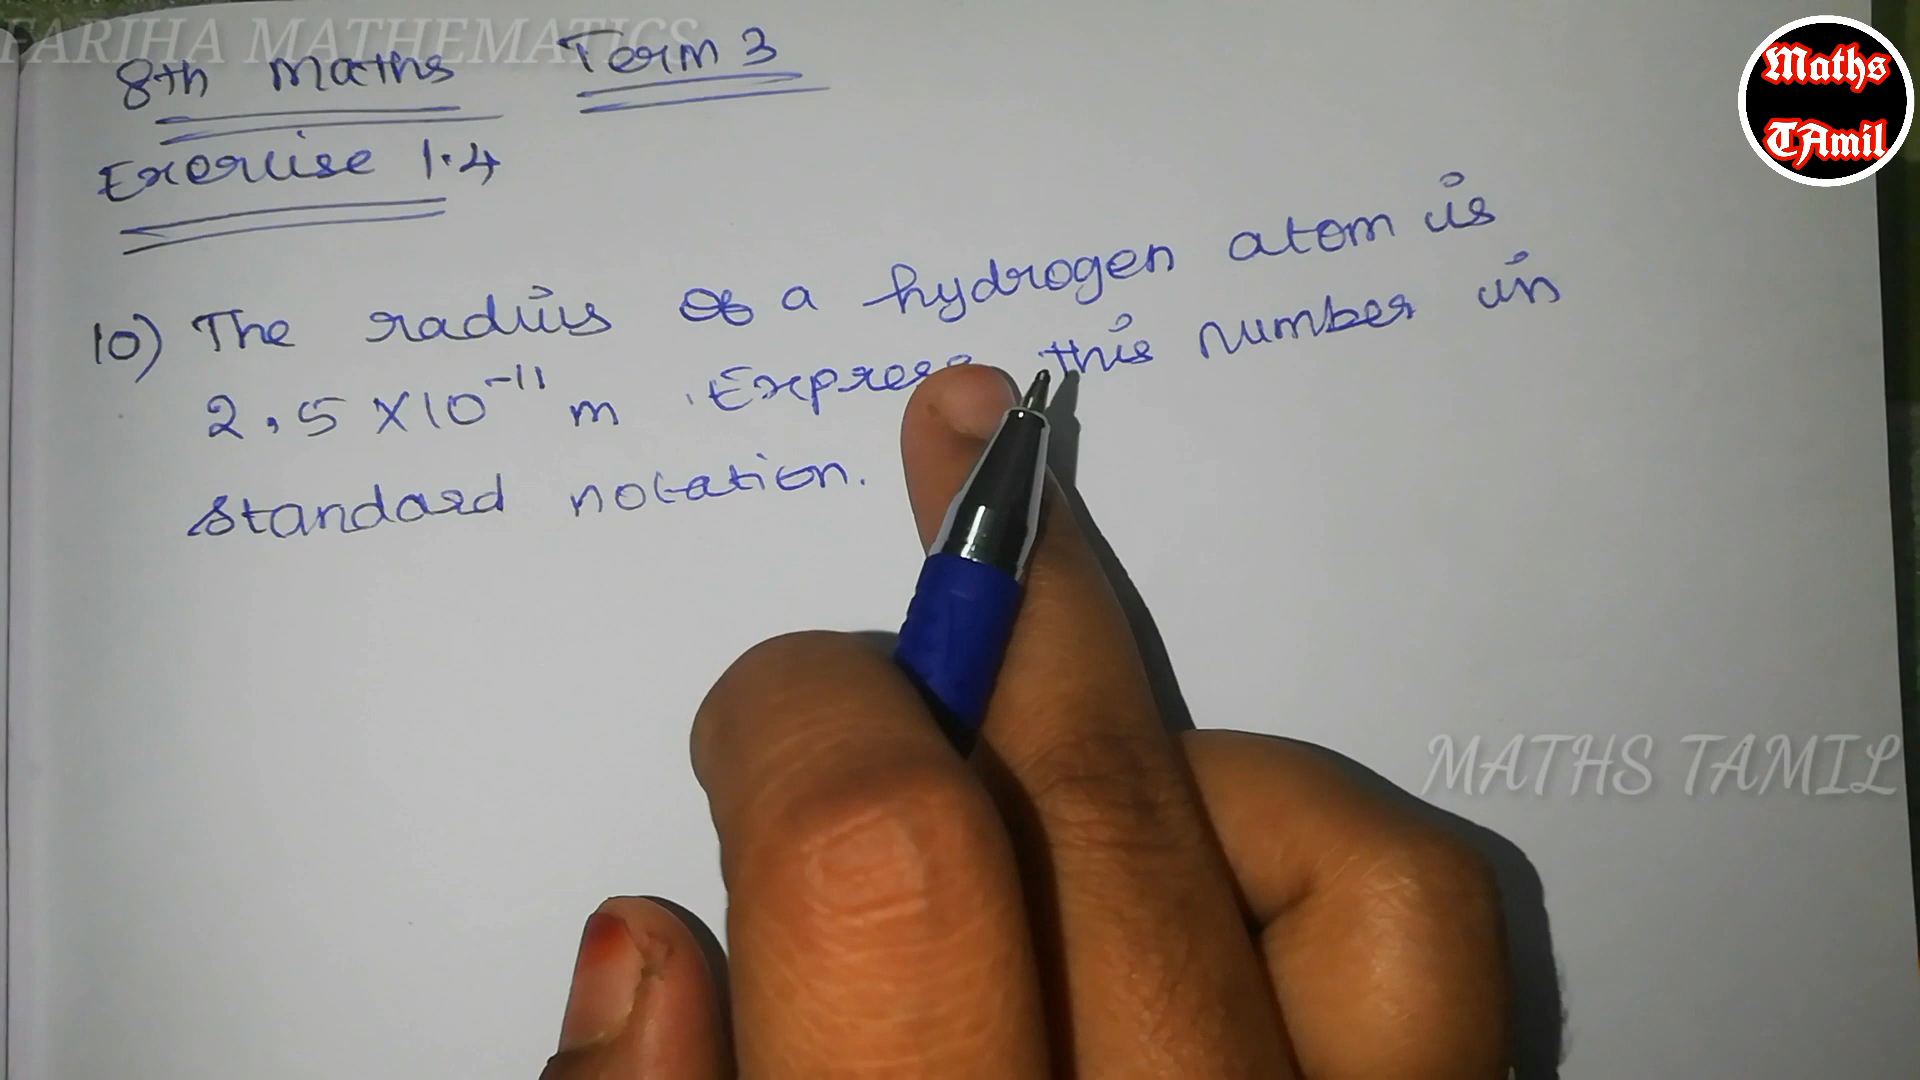 FARIHA MATHEMATICS
8th maths Term 3
Exercise 1.4
Maths
TAmil
10) The radius of a hydrogen atom is
2.5 X 10⁻¹¹ m. Express this number in
standard notation.
MATHS TAMIL